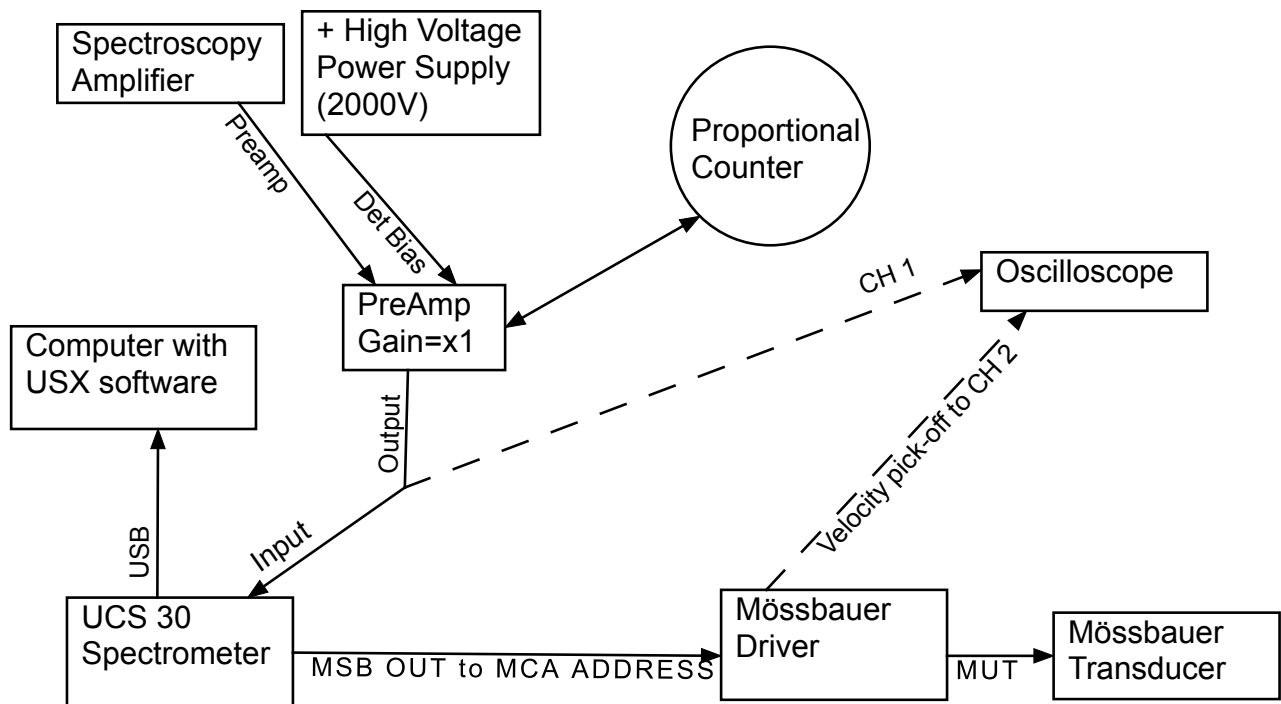 Spectroscopy
Amplifier
+ High Voltage
Power Supply
(2000V)
Proportional
Counter
Preamp
Det Bias
CH 1
Oscilloscope
PreAmp
Gain=x1
Computer with
USX software
Output
Velocity pick-off to CH 2
USB
Input
UCS 30
Spectrometer
MSB OUT to MCA ADDRESS
Mössbauer
Driver
MUT
Mössbauer
Transducer